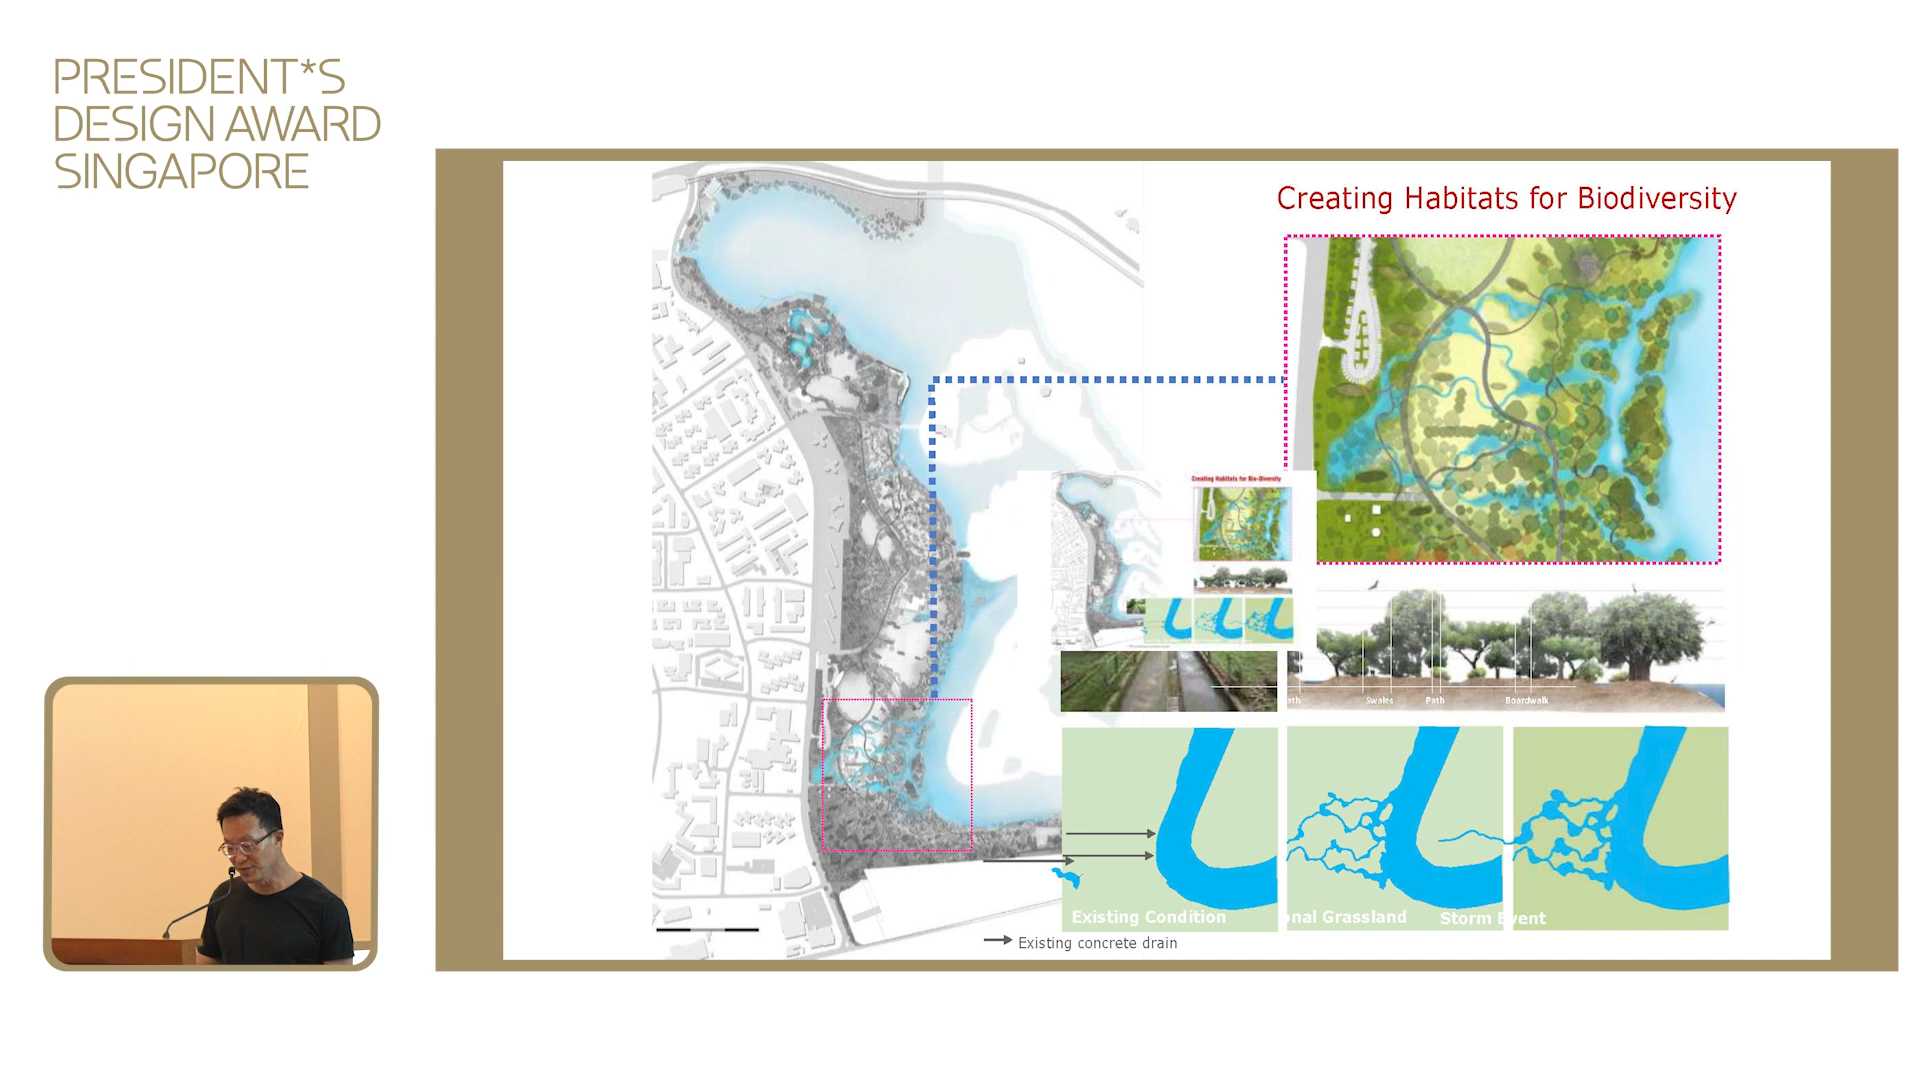 PRESIDENT*S
DESIGN AWARD
SINGAPORE
Creating Habitats for Biodiversity
Creating Habitats for Bio-Diversity
ath
Swales
Path
Boardwalk
Existing Condition
onal Grassland
Storm Event
Existing concrete drain